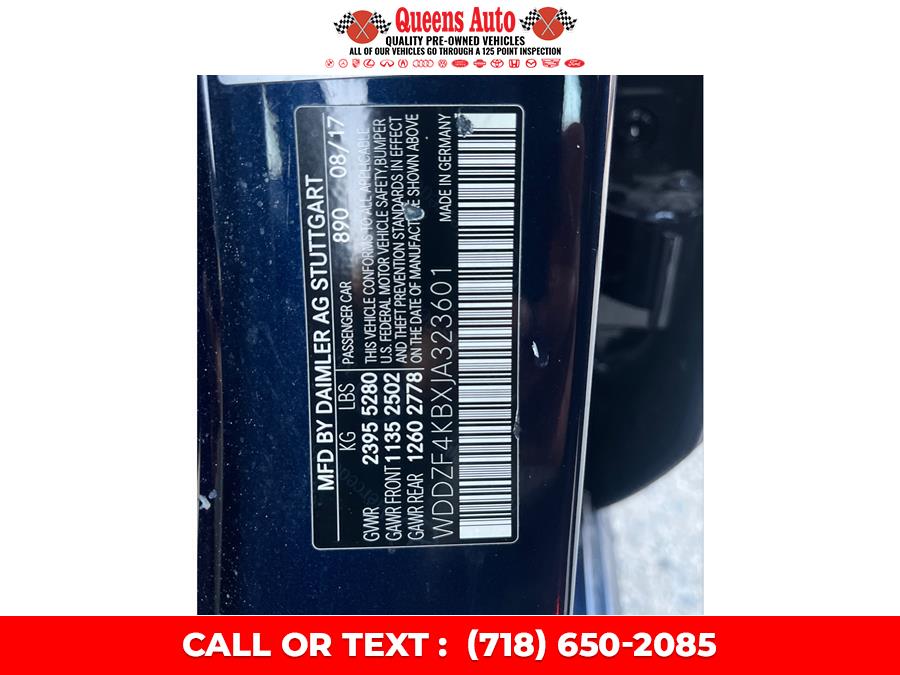 Queens Auto
QUALITY PRE-OWNED VEHICLES
ALL OF OUR VEHICLES GO THROUGH A 125 POINT INSPECTION
MFD BY DAIMLER AG STUTTGART
KG LBS PASSENGER CAR 890 08/17
GVWR 2395 5280
GAWR FRONT 1135 2502
GAWR REAR 1260 2778
THIS VEHICLE CONFORMS TO ALL APPLICABLE
U.S. FEDERAL MOTOR VEHICLE SAFETY, BUMPER
AND THEFT PREVENTION STANDARDS IN EFFECT
ON THE DATE OF MANUFACTURE SHOWN ABOVE
WDDZF4KBXJA323601 MADE IN GERMANY
CALL OR TEXT : (718) 650-2085